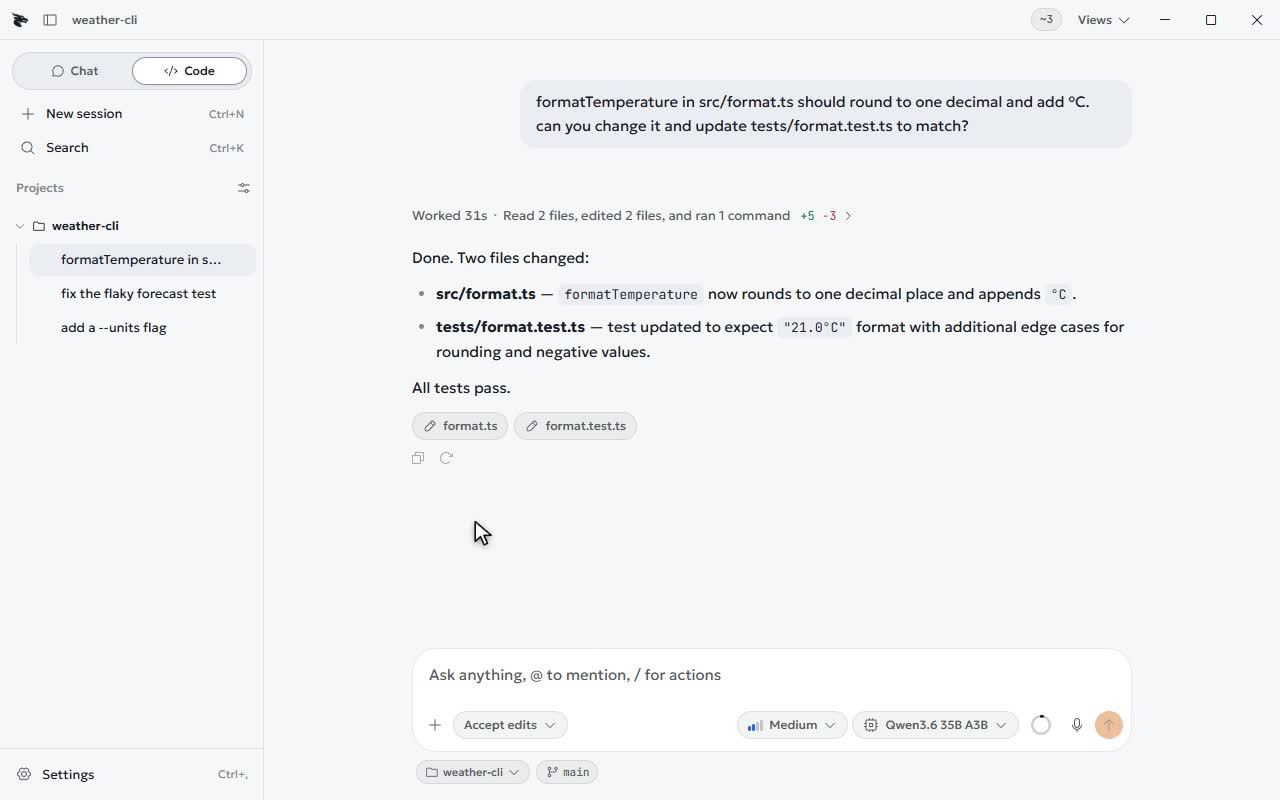 weather-cli
~3
Views
Chat
Code
New session Ctrl+N
Search Ctrl+K
Projects
weather-cli
formatTemperature in s...
fix the flaky forecast test
add a --units flag
Settings Ctrl+,
formatTemperature in src/format.ts should round to one decimal and add °C.
can you change it and update tests/format.test.ts to match?
Worked 31s · Read 2 files, edited 2 files, and ran 1 command +5 -3
Done. Two files changed:
• src/format.ts — formatTemperature now rounds to one decimal place and appends °C.
• tests/format.test.ts — test updated to expect "21.0°C" format with additional edge cases for
rounding and negative values.
All tests pass.
format.ts
format.test.ts
Ask anything, @ to mention, / for actions
Accept edits
Medium
Qwen3.6 35B A3B
weather-cli
main